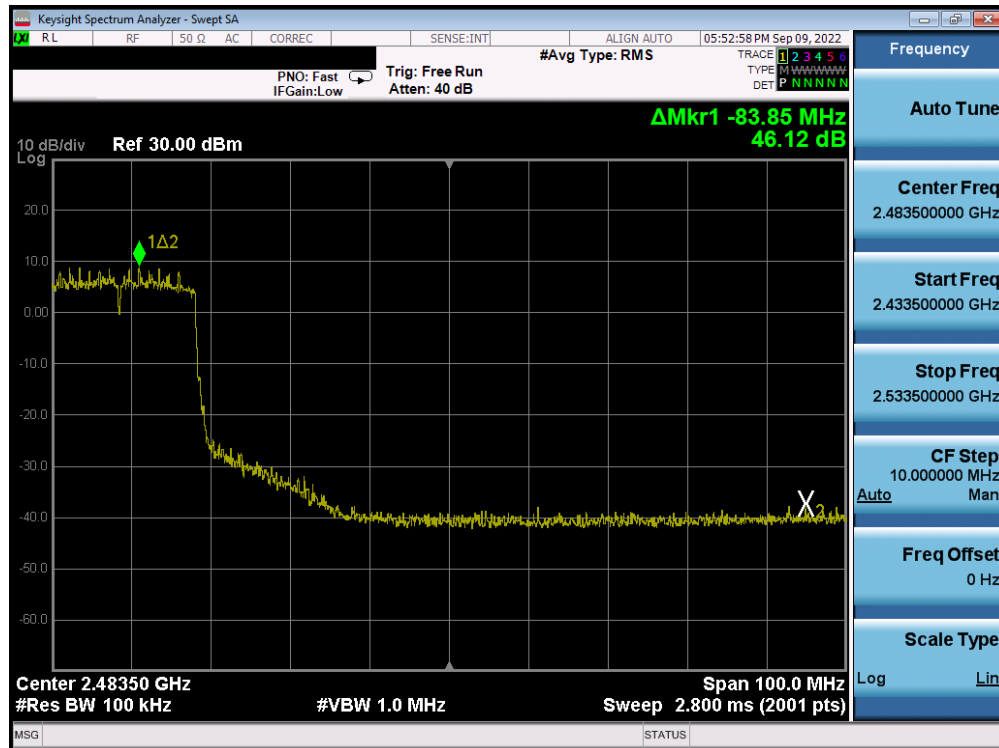 Keysight Spectrum Analyzer - Swept SA
LXI RL RF 50 Ω AC CORREC SENSE:INT ALIGN AUTO 05:52:58 PM Sep 09, 2022
#Avg Type: RMS TRACE 1 2 3 4 5 6
PNO: Fast Trig: Free Run TYPE M WWWWW
IFGain:Low Atten: 40 dB DET P N N N N N
ΔMkr1 -83.85 MHz
46.12 dB
10 dB/div Ref 30.00 dBm
Log
20.0
1Δ2
10.0
0.00
-10.0
-20.0
-30.0
-40.0
X2
-50.0
-60.0
Center 2.48350 GHz Span 100.0 MHz
#Res BW 100 kHz #VBW 1.0 MHz Sweep 2.800 ms (2001 pts)
MSG STATUS
Frequency
Auto Tune
Center Freq
2.483500000 GHz
Start Freq
2.433500000 GHz
Stop Freq
2.533500000 GHz
CF Step
10.000000 MHz
Auto Man
Freq Offset
0 Hz
Scale Type
Log Lin